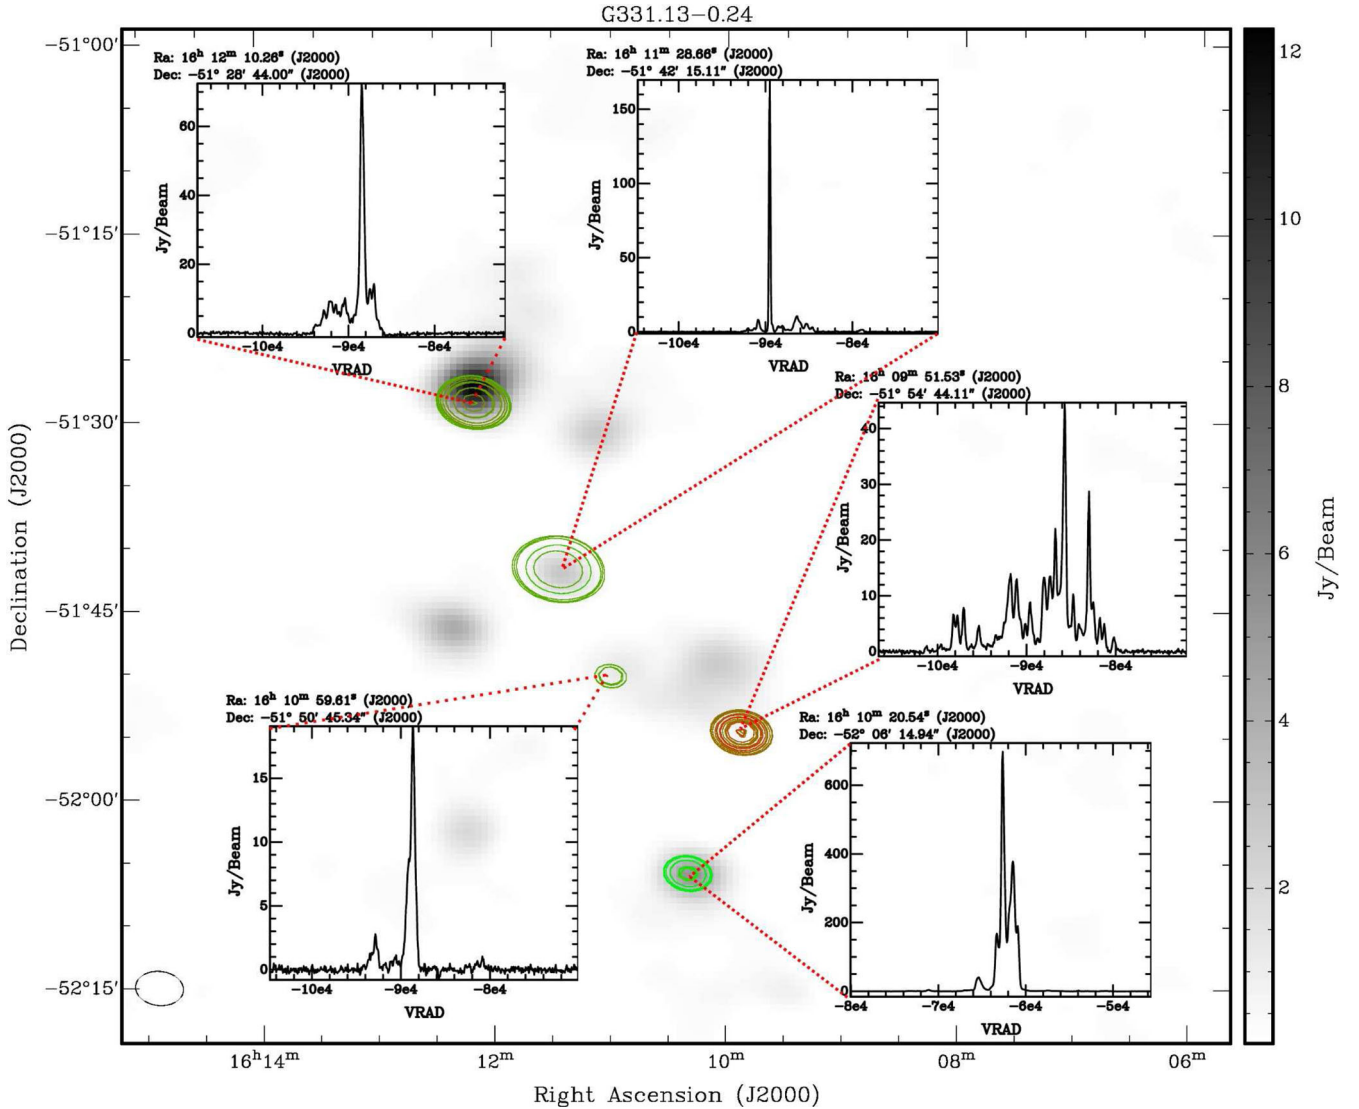 G331.13−0.24
−51°00′
−51°15′
−51°30′
−51°45′
−52°00′
−52°15′
Declination (J2000)
16ʰ14ᵐ
12ᵐ
10ᵐ
08ᵐ
06ᵐ
Right Ascension (J2000)
12
10
8
6
4
2
Jy/Beam
Ra: 16ʰ 12ᵐ 10.26ˢ (J2000)
Dec: −51° 28′ 44.00″ (J2000)
60
40
20
0
Jy/Beam
−10e4
−9e4
−8e4
VRAD
Ra: 16ʰ 11ᵐ 28.66ˢ (J2000)
Dec: −51° 42′ 15.11″ (J2000)
150
100
50
0
Jy/Beam
−10e4
−9e4
−8e4
VRAD
Ra: 16ʰ 09ᵐ 51.53ˢ (J2000)
Dec: −51° 54′ 44.11″ (J2000)
40
30
20
10
0
Jy/Beam
−10e4
−9e4
−8e4
VRAD
Ra: 16ʰ 10ᵐ 59.61ˢ (J2000)
Dec: −51° 50′ 45.34″ (J2000)
15
10
5
0
Jy/Beam
−10e4
−9e4
−8e4
VRAD
Ra: 16ʰ 10ᵐ 20.54ˢ (J2000)
Dec: −52° 06′ 14.94″ (J2000)
600
400
200
0
Jy/Beam
−8e4
−7e4
−6e4
−5e4
VRAD